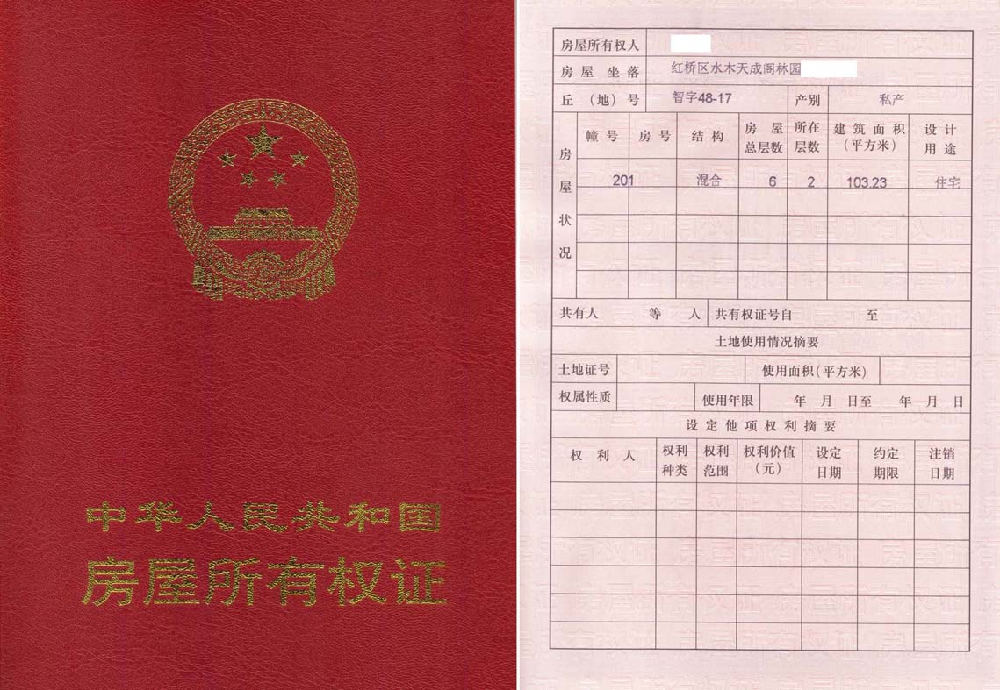 中华人民共和国
房屋所有权证
房屋所有权人
房屋坐落 红桥区水木天成阁林园
丘（地）号 智字48-17 产别 私产
房屋状况
幢号 房号 结构 房屋总层数 所在层数 建筑面积（平方米） 设计用途
201 混合 6 2 103.23 住宅
共有人 等 人 共有权证号自 至
土地使用情况摘要
土地证号 使用面积(平方米)
权属性质 使用年限 年 月 日至 年 月 日
设定他项权利摘要
权利人 权利种类 权利范围 权利价值（元） 设定日期 约定期限 注销日期